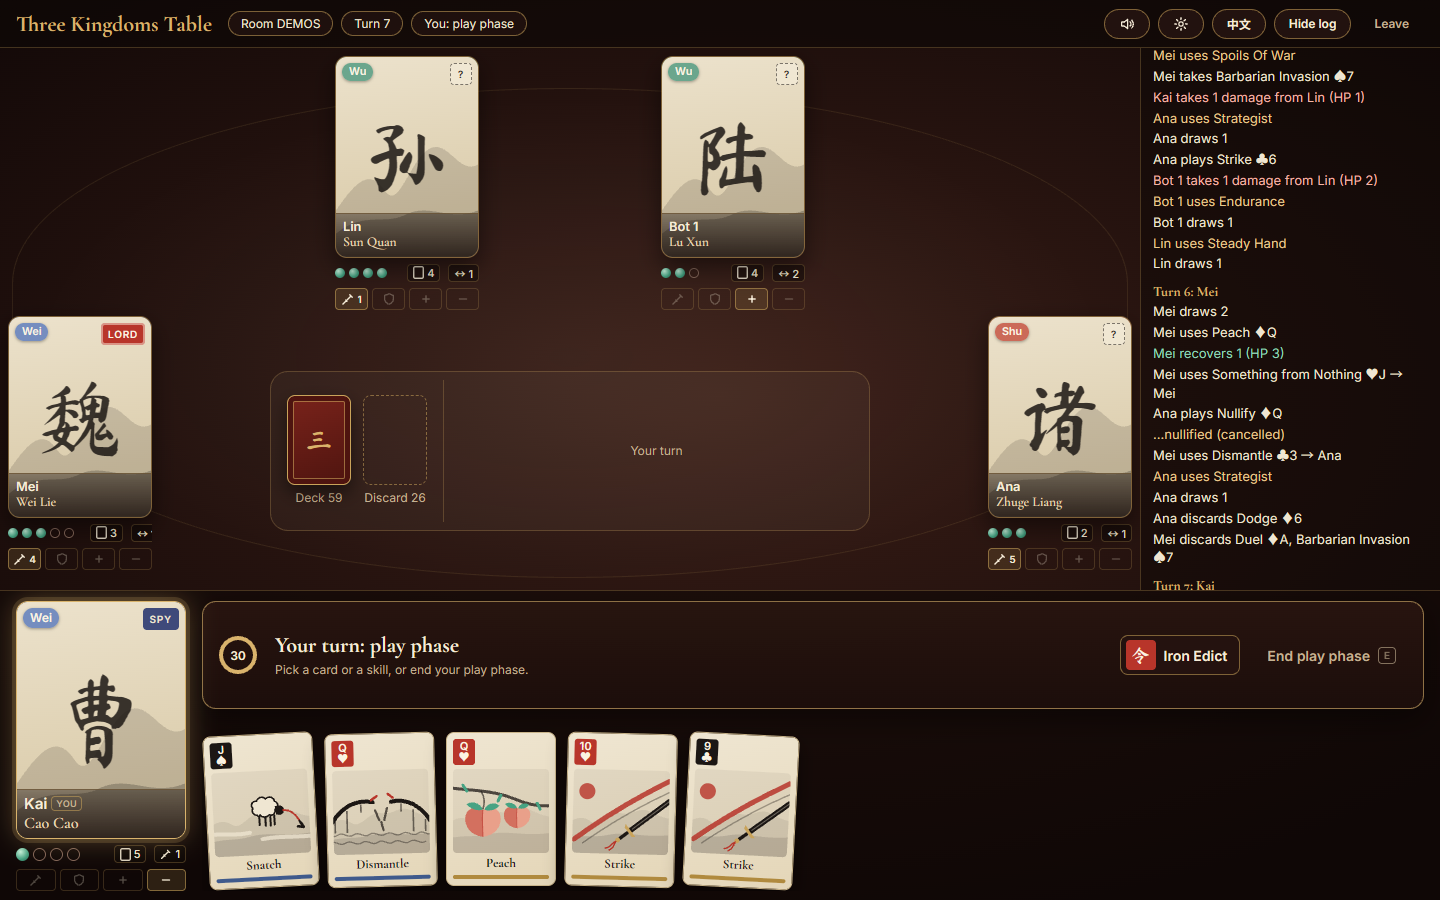 Three Kingdoms Table
Room DEMOS
Turn 7
You: play phase
中文
Hide log
Leave
Wu
?
孙
Lin
Sun Quan
4
↔1
1
+
−
Wu
?
陆
Bot 1
Lu Xun
4
↔2
+
−
Wei
LORD
魏
Mei
Wei Lie
3
↔
4
+
−
三
Deck 59
Discard 26
Your turn
Shu
?
诸
Ana
Zhuge Liang
2
↔1
5
+
−
Mei uses Spoils Of War
Mei takes Barbarian Invasion ♠7
Kai takes 1 damage from Lin (HP 1)
Ana uses Strategist
Ana draws 1
Ana plays Strike ♣6
Bot 1 takes 1 damage from Lin (HP 2)
Bot 1 uses Endurance
Bot 1 draws 1
Lin uses Steady Hand
Lin draws 1
Turn 6: Mei
Mei draws 2
Mei uses Peach ♦Q
Mei recovers 1 (HP 3)
Mei uses Something from Nothing ♥J →
Mei
Ana plays Nullify ♦Q
...nullified (cancelled)
Mei uses Dismantle ♣3 → Ana
Ana uses Strategist
Ana draws 1
Ana discards Dodge ♦6
Mei discards Duel ♦A, Barbarian Invasion
♠7
Turn 7: Kai
Wei
SPY
曹
Kai YOU
Cao Cao
5
1
+
−
30
Your turn: play phase
Pick a card or a skill, or end your play phase.
令 Iron Edict
End play phase E
J♠
Snatch
Q♥
Dismantle
Q♥
Peach
10♥
Strike
9♣
Strike